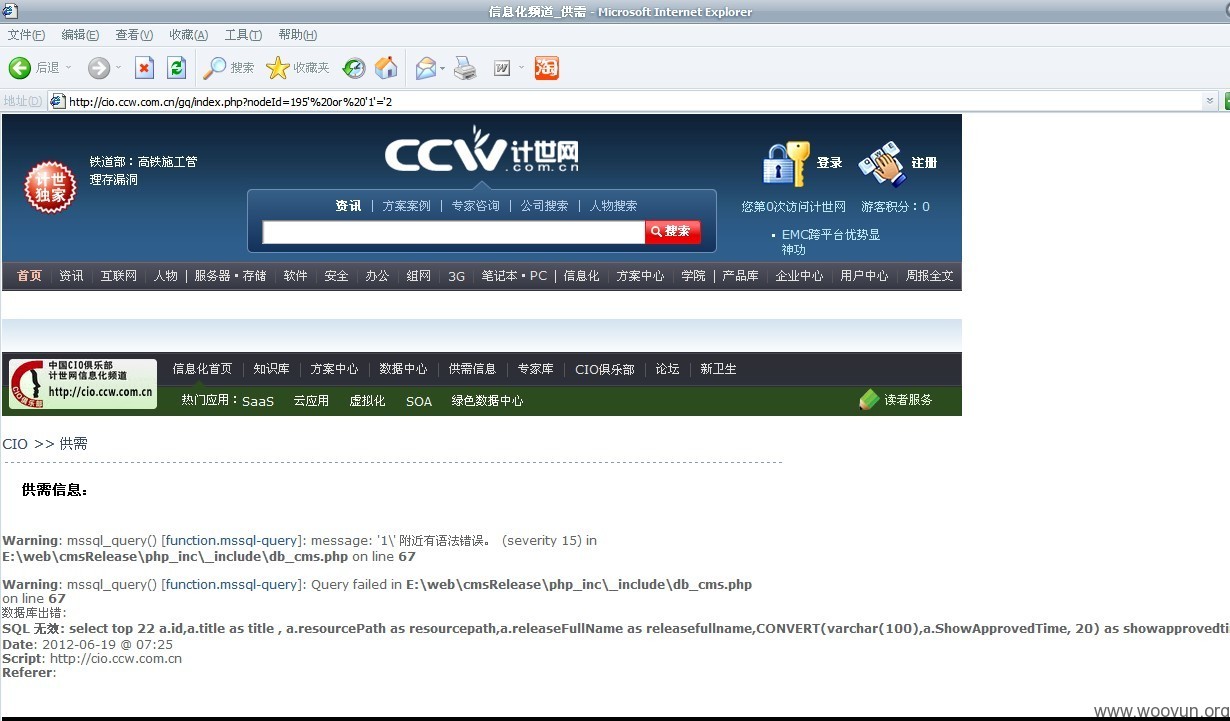 信息化频道_供需 - Microsoft Internet Explorer
文件(F) 编辑(E) 查看(V) 收藏(A) 工具(T) 帮助(H)
后退 搜索 收藏夹 W 淘
地址(D) http://cio.ccw.com.cn/gq/index.php?nodeId=195'%20or%20'1'='2
计世独家
铁道部：高铁施工管
理存漏洞
CCW 计世网
.com.cn
登录 注册
资讯 | 方案案例 | 专家咨询 | 公司搜索 | 人物搜索
搜索
您第0次访问计世网 游客积分：0
• EMC跨平台优势显
神功
首页 资讯 互联网 人物 | 服务器•存储 软件 安全 办公 组网 3G 笔记本•PC | 信息化 方案中心 学院 | 产品库 企业中心 用户中心 周报全文
中国CIO俱乐部
计世网信息化频道
http://cio.ccw.com.cn
CIO俱乐部
信息化首页 知识库 方案中心 数据中心 供需信息 专家库 CIO俱乐部 论坛 新卫生
热门应用： SaaS 云应用 虚拟化 SOA 绿色数据中心
读者服务
CIO >> 供需
供需信息：
Warning: mssql_query() [function.mssql-query]: message: '1\' 附近有语法错误。 (severity 15) in
E:\web\cmsRelease\php_inc\_include\db_cms.php on line 67
Warning: mssql_query() [function.mssql-query]: Query failed in E:\web\cmsRelease\php_inc\_include\db_cms.php
on line 67
数据库出错:
SQL 无效: select top 22 a.id,a.title as title , a.resourcePath as resourcepath,a.releaseFullName as releasefullname,CONVERT(varchar(100),a.ShowApprovedTime, 20) as showapprovedti
Date: 2012-06-19 @ 07:25
Script: http://cio.ccw.com.cn
Referer:
www.wooyun.org